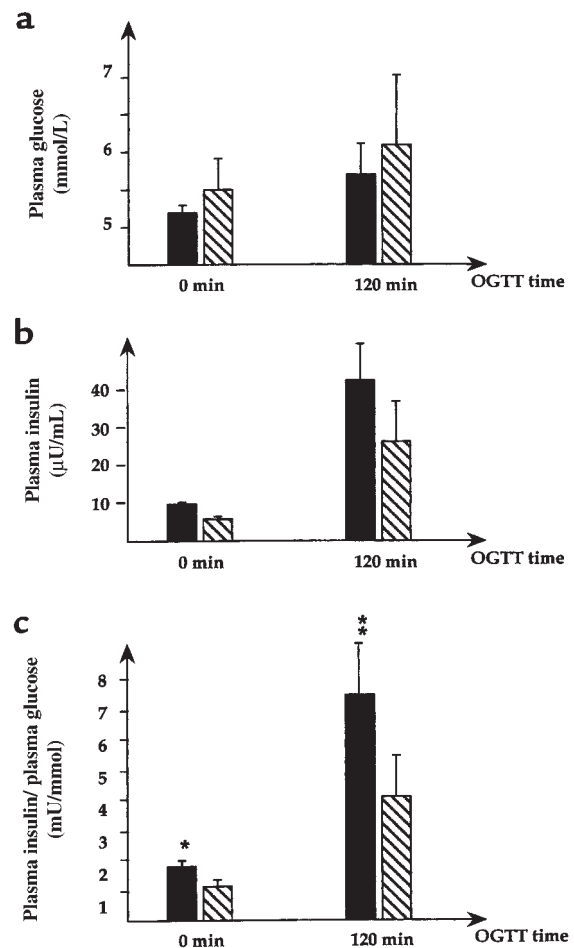 a
Plasma glucose
(mmol/L)
7
6
5
0 min
120 min
OGTT time
b
Plasma insulin
(μU/mL)
40
30
20
10
0 min
120 min
OGTT time
c
Plasma insulin/ plasma glucose
(mU/mmol)
8
7
6
5
4
3
2
1
*
**
0 min
120 min
OGTT time